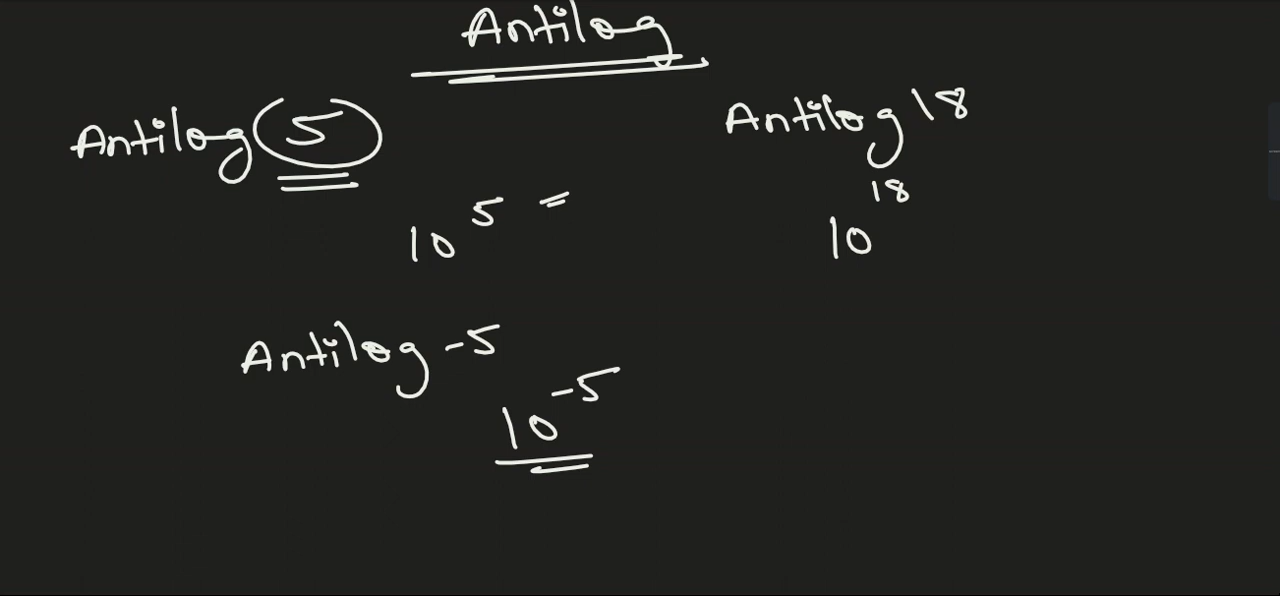 Antilog
Antilog (5)
10^5 =
Antilog 18
10^18
Antilog -5
10^-5